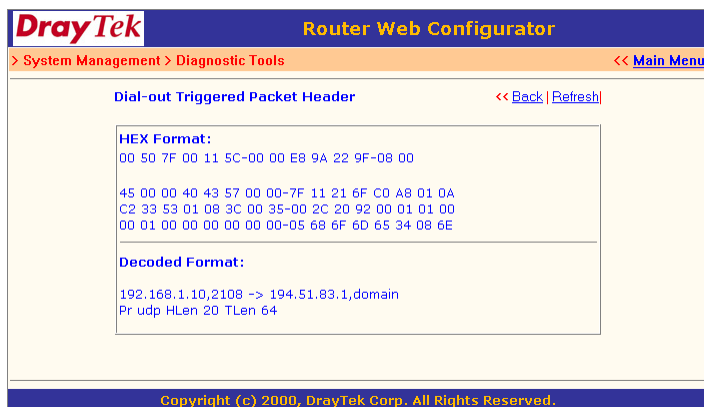 DrayTek Router Web Configurator
> System Management > Diagnostic Tools << Main Menu
Dial-out Triggered Packet Header << Back | Refresh|
HEX Format:
00 50 7F 00 11 5C-00 00 E8 9A 22 9F-08 00
45 00 00 40 43 57 00 00-7F 11 21 6F C0 A8 01 0A
C2 33 53 01 08 3C 00 35-00 2C 20 92 00 01 01 00
00 01 00 00 00 00 00 00-05 68 6F 6D 65 34 08 6E
Decoded Format:
192.168.1.10,2108 -> 194.51.83.1,domain
Pr udp HLen 20 TLen 64
Copyright (c) 2000, DrayTek Corp. All Rights Reserved.